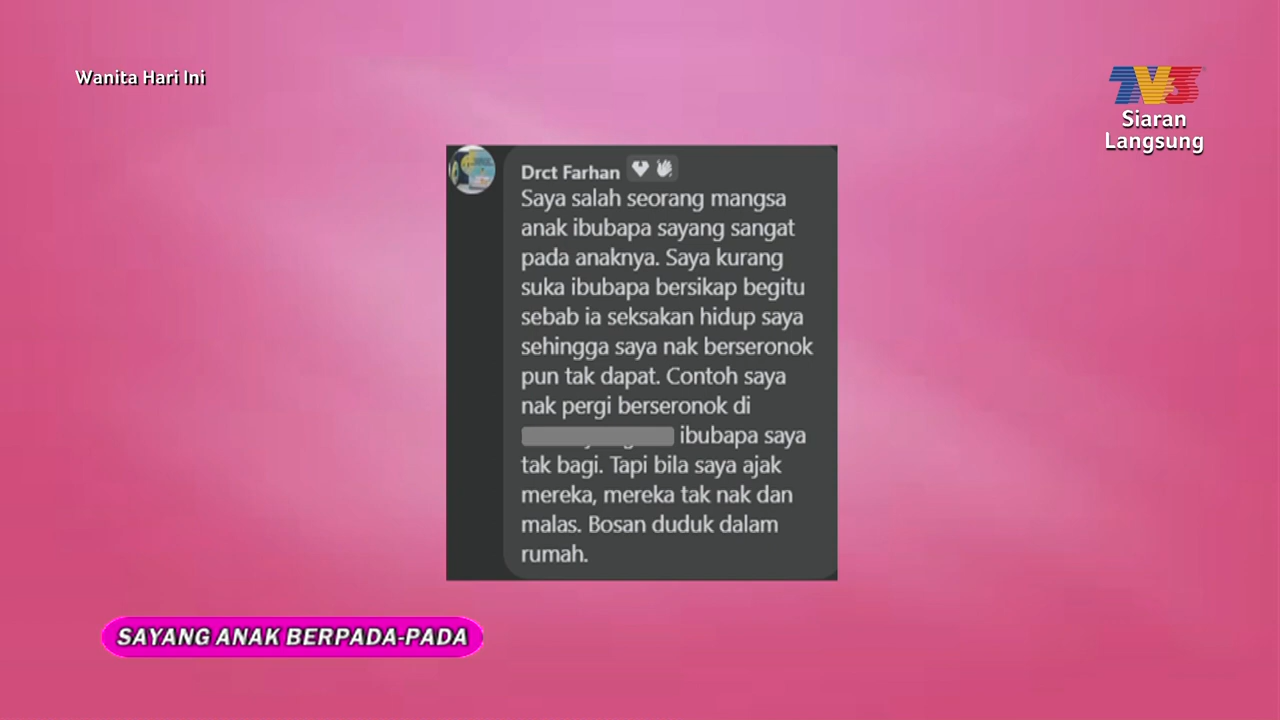 Wanita Hari Ini
TV3
Siaran
Langsung
Drct Farhan
Saya salah seorang mangsa
anak ibubapa sayang sangat
pada anaknya. Saya kurang
suka ibubapa bersikap begitu
sebab ia seksakan hidup saya
sehingga saya nak berseronok
pun tak dapat. Contoh saya
nak pergi berseronok di
ibubapa saya
tak bagi. Tapi bila saya ajak
mereka, mereka tak nak dan
malas. Bosan duduk dalam
rumah.
SAYANG ANAK BERPADA-PADA